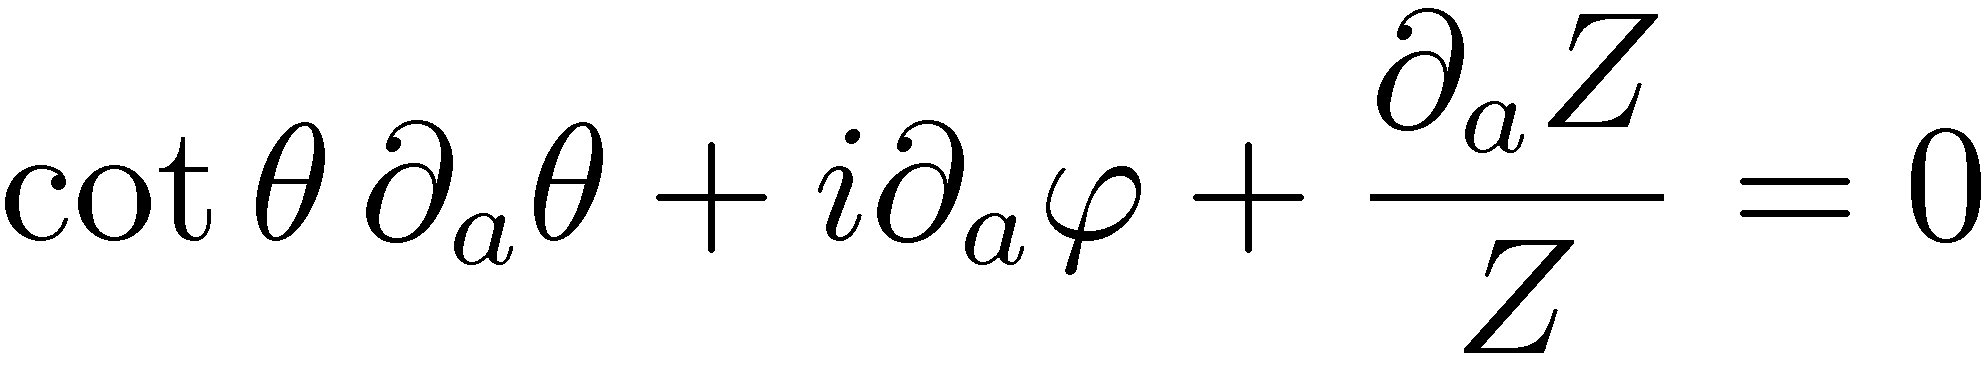 \cot\theta\,\partial_a\theta + i\partial_a\varphi + \frac{\partial_a Z}{Z} = 0